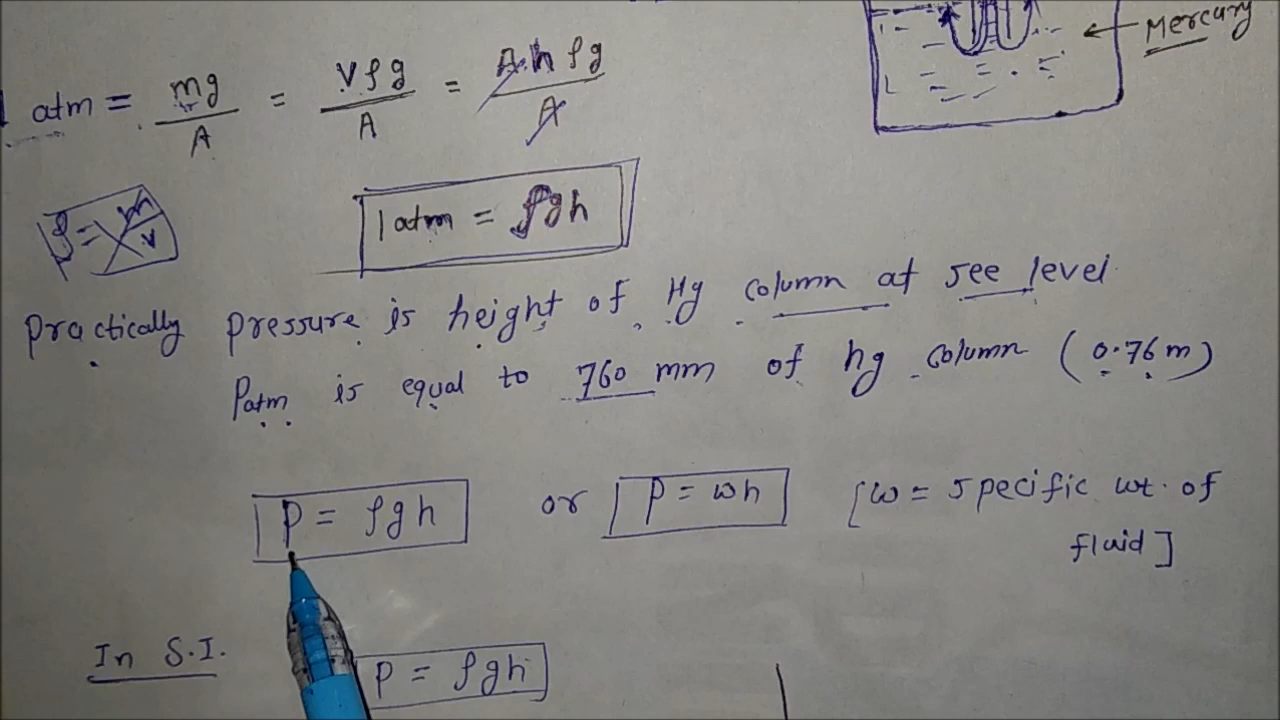 Mercury
1 atm = mg/A = Vρg/A = Ahρg/A
ρ = m/v
1 atm = ρgh
Practically pressure is height of Hg column at see level
Patm is equal to 760 mm of hg column (0.76 m)
P = ρgh or P = wh [w = specific wt. of
fluid]
In S.I.
P = ρgh